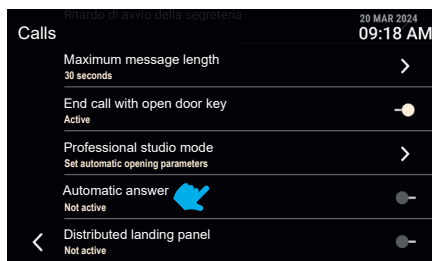 Ritardo di avvio della segreteria
20 MAR 2024
Calls
09:18 AM
Maximum message length
30 seconds
End call with open door key
Active
Professional studio mode
Set automatic opening parameters
Automatic answer
Not active
Distributed landing panel
Not active